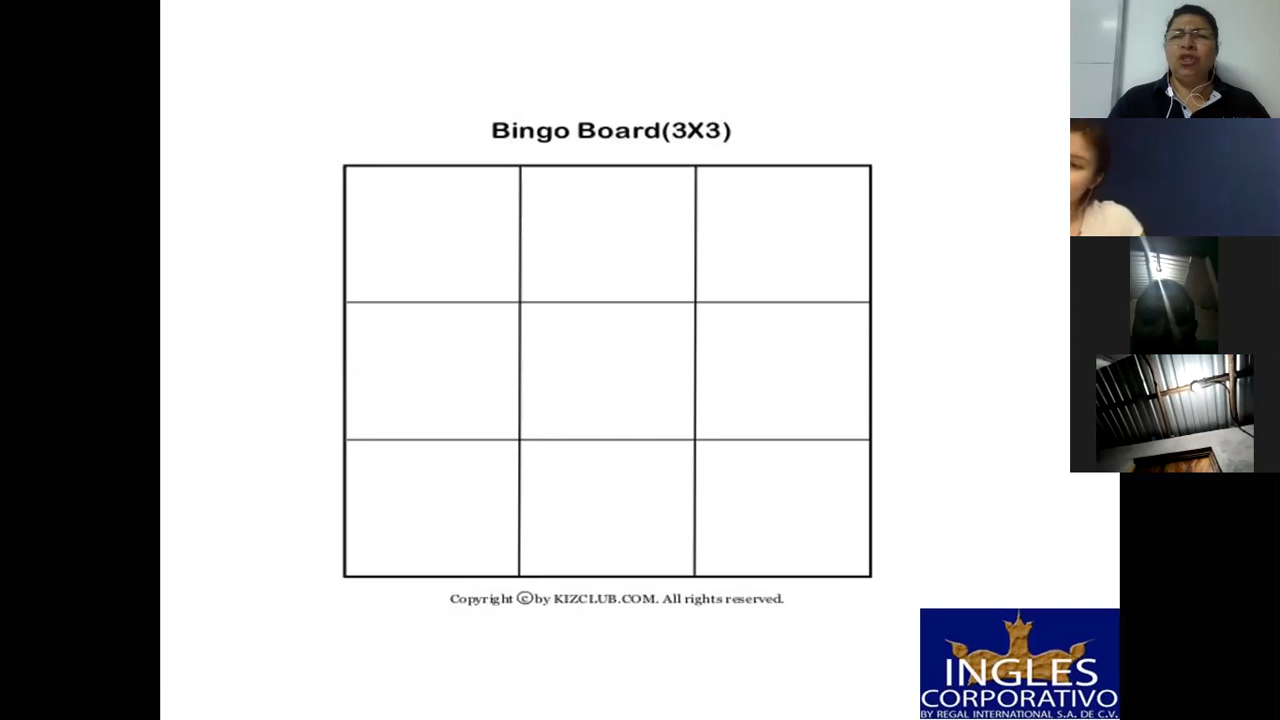 Bingo Board(3X3)
Copyright ©by KIZCLUB.COM. All rights reserved.
INGLES
CORPORATIVO
BY REGAL INTERNATIONAL S.A. DE C.V.